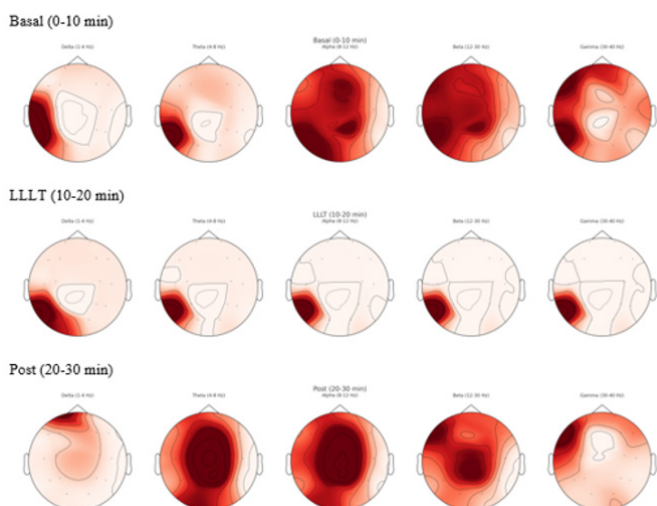 Basal (0-10 min)
Basal (0-10 min)
Delta (1-4 Hz) Theta (4-8 Hz) Alpha (8-12 Hz) Beta (12-30 Hz) Gamma (30-40 Hz)
LLLT (10-20 min)
LLLT (10-20 min)
Delta (1-4 Hz) Theta (4-8 Hz) Alpha (8-12 Hz) Beta (12-30 Hz) Gamma (30-40 Hz)
Post (20-30 min)
Post (20-30 min)
Delta (1-4 Hz) Theta (4-8 Hz) Alpha (8-12 Hz) Beta (12-30 Hz) Gamma (30-40 Hz)